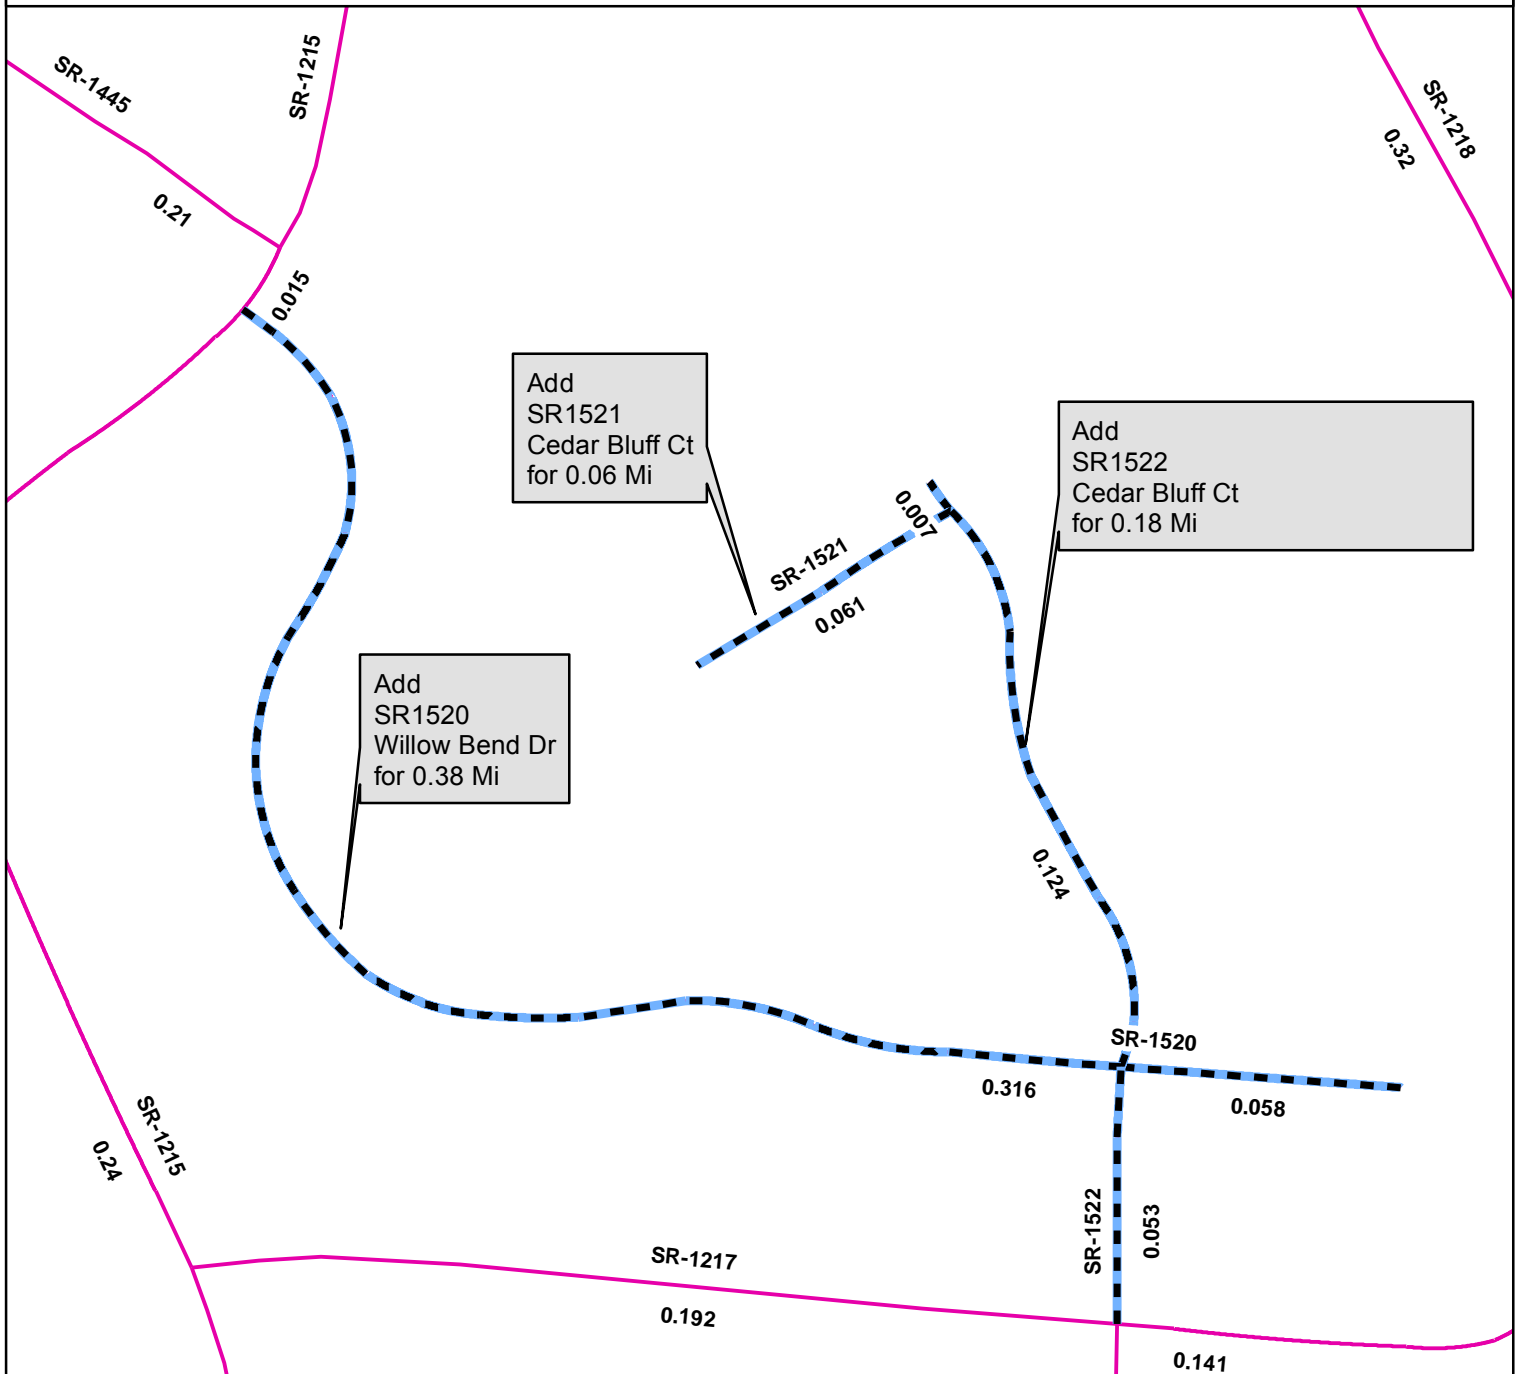 SR-1445
SR-1215
SR-1218
0.32
0.21
0.015
Add
SR1521
Cedar Bluff Ct
for 0.06 Mi
Add
SR1522
Cedar Bluff Ct
for 0.18 Mi
0.007
SR-1521
0.061
Add
SR1520
Willow Bend Dr
for 0.38 Mi
0.124
SR-1520
0.316
0.058
SR-1215
0.24
SR-1522
0.053
SR-1217
0.192
0.141